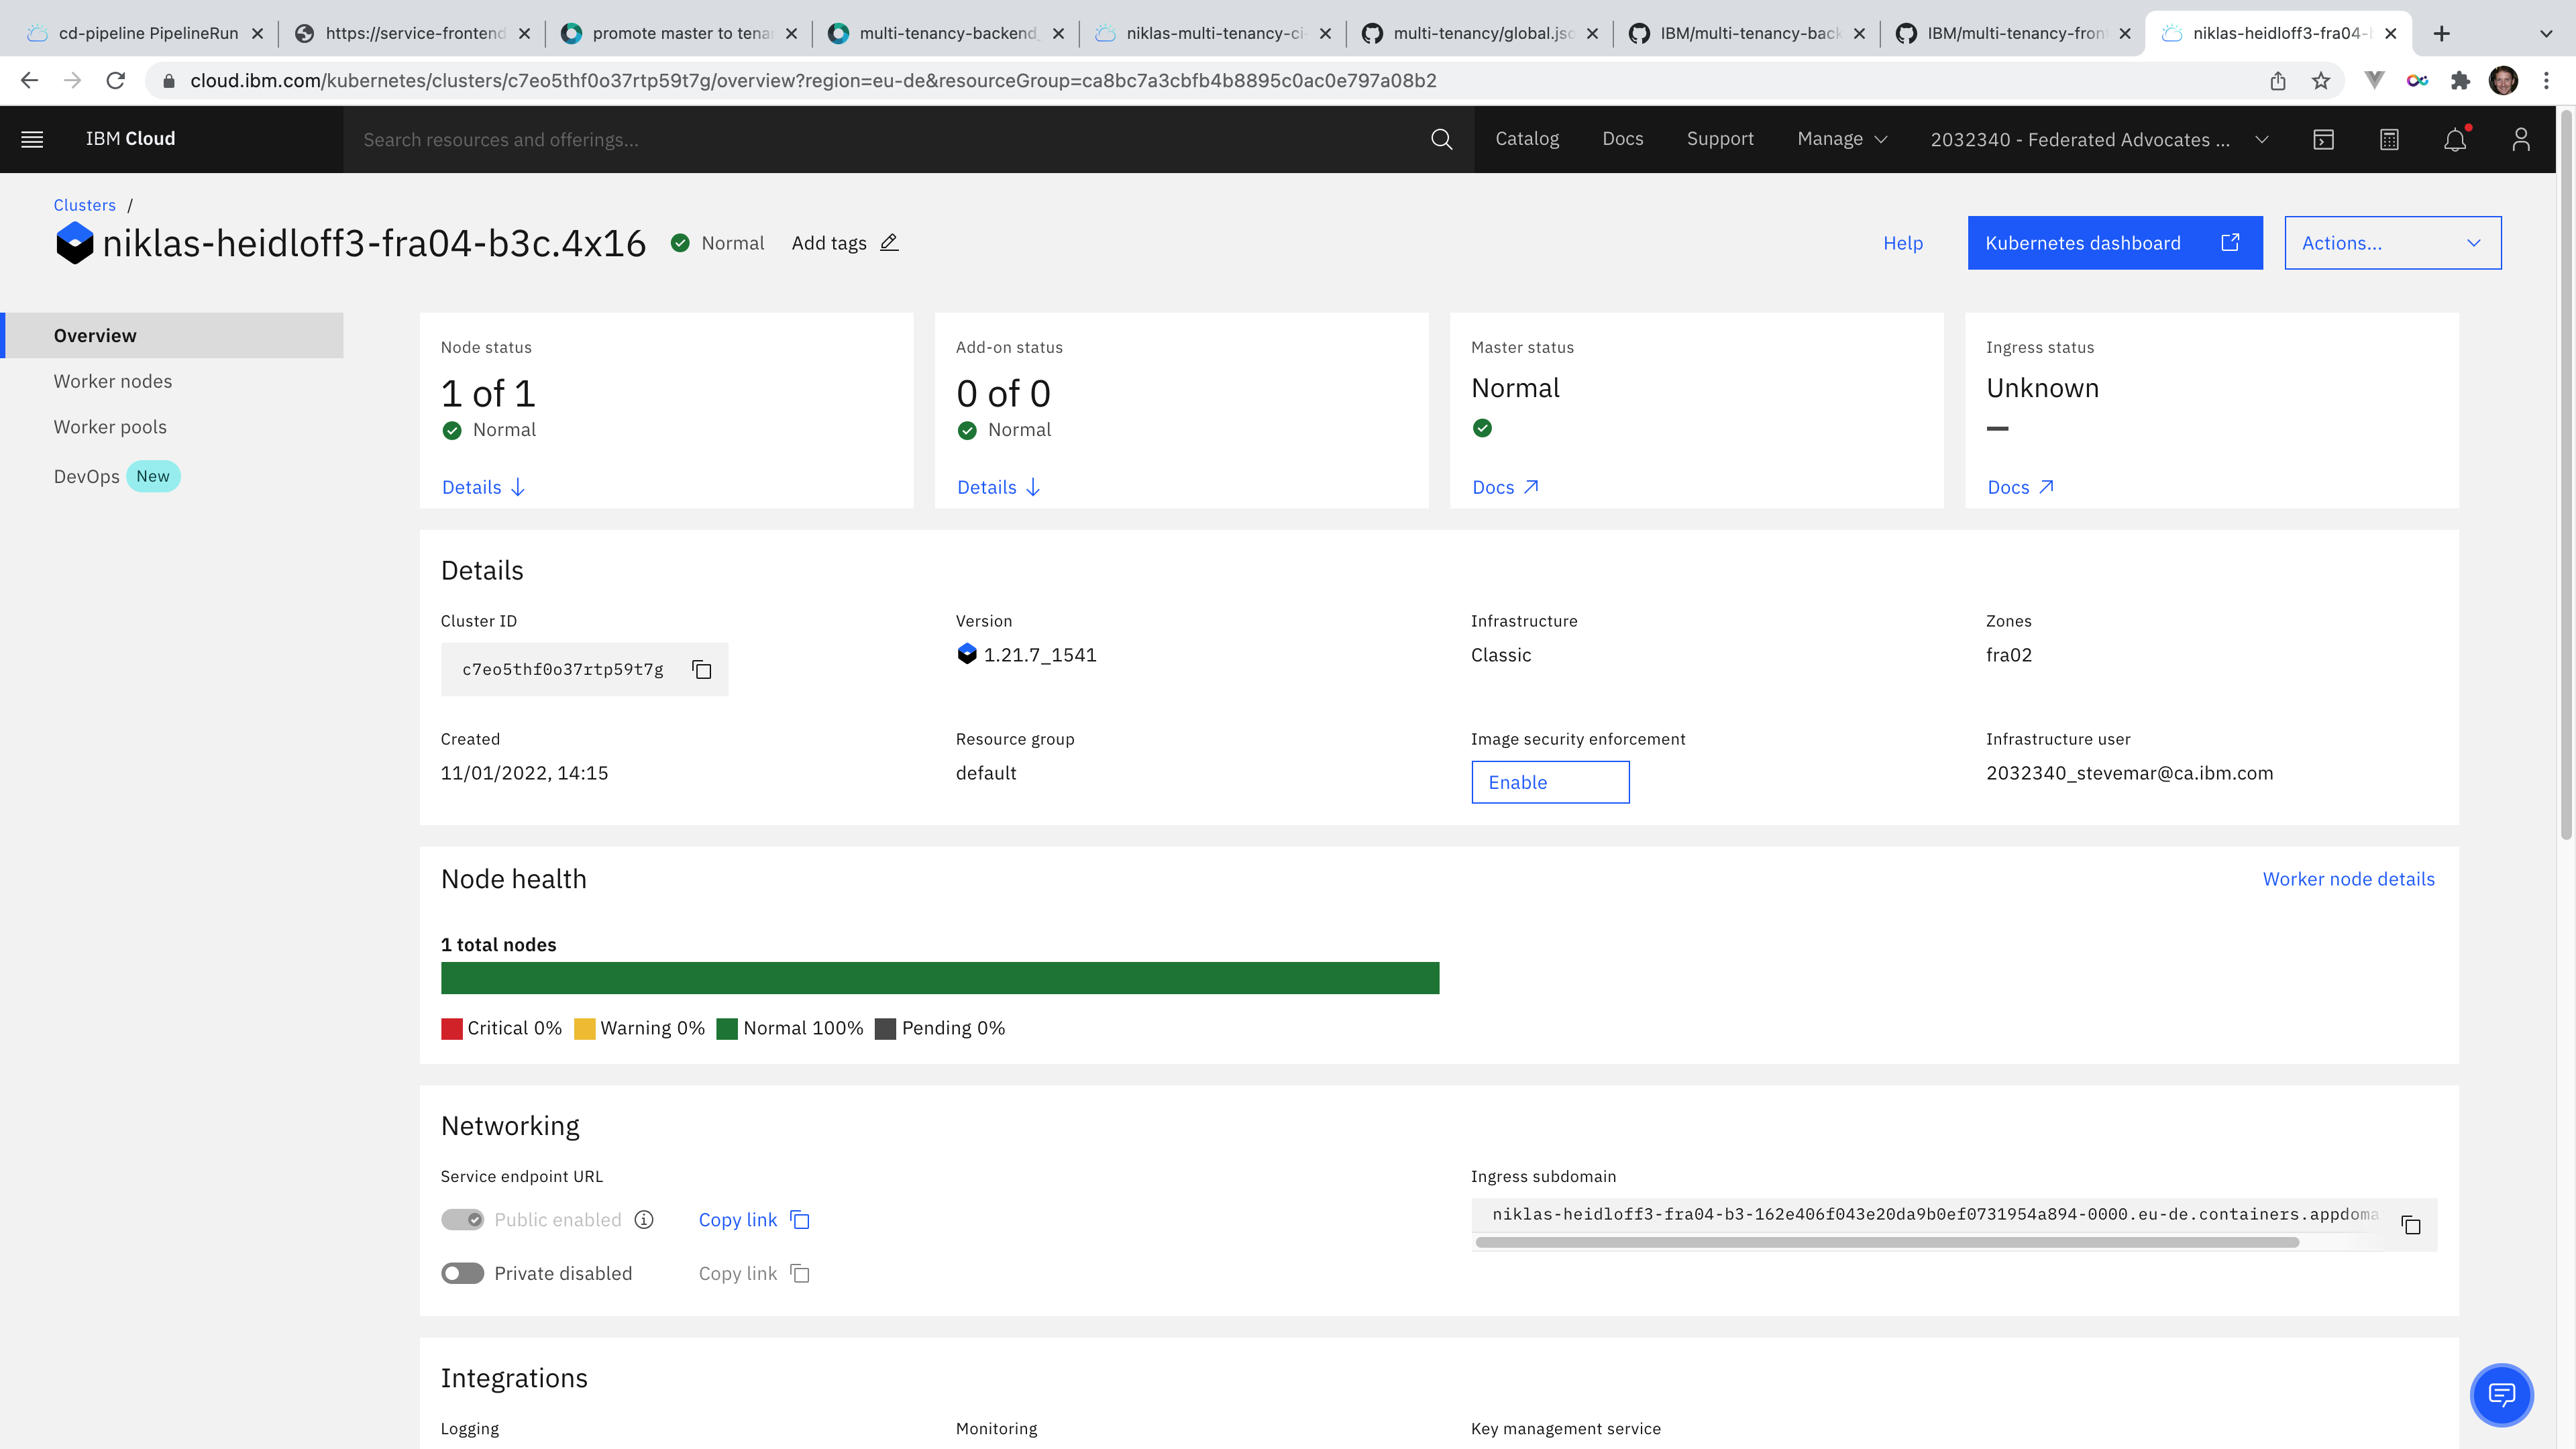 cd-pipeline PipelineRun
https://service-frontend
promote master to tenan
multi-tenancy-backend_
niklas-multi-tenancy-ci-
multi-tenancy/global.jso
IBM/multi-tenancy-back
IBM/multi-tenancy-fron
niklas-heidloff3-fra04-b
cloud.ibm.com/kubernetes/clusters/c7eo5thf0o37rtp59t7g/overview?region=eu-de&resourceGroup=ca8bc7a3cbfb4b8895c0ac0e797a08b2
IBM Cloud
Search resources and offerings...
Catalog
Docs
Support
Manage
2032340 - Federated Advocates ...
Clusters /
niklas-heidloff3-fra04-b3c.4x16
Normal
Add tags
Help
Kubernetes dashboard
Actions...
Overview
Worker nodes
Worker pools
DevOps New
Node status
1 of 1
Normal
Details
Add-on status
0 of 0
Normal
Details
Master status
Normal
Docs
Ingress status
Unknown
Docs
Details
Cluster ID
c7eo5thf0o37rtp59t7g
Version
1.21.7_1541
Infrastructure
Classic
Zones
fra02
Created
11/01/2022, 14:15
Resource group
default
Image security enforcement
Enable
Infrastructure user
2032340_stevemar@ca.ibm.com
Node health
Worker node details
1 total nodes
Critical 0% Warning 0% Normal 100% Pending 0%
Networking
Service endpoint URL
Public enabled
Copy link
Private disabled
Copy link
Ingress subdomain
niklas-heidloff3-fra04-b3-162e406f043e20da9b0ef0731954a894-0000.eu-de.containers.appdoma
Integrations
Logging
Monitoring
Key management service